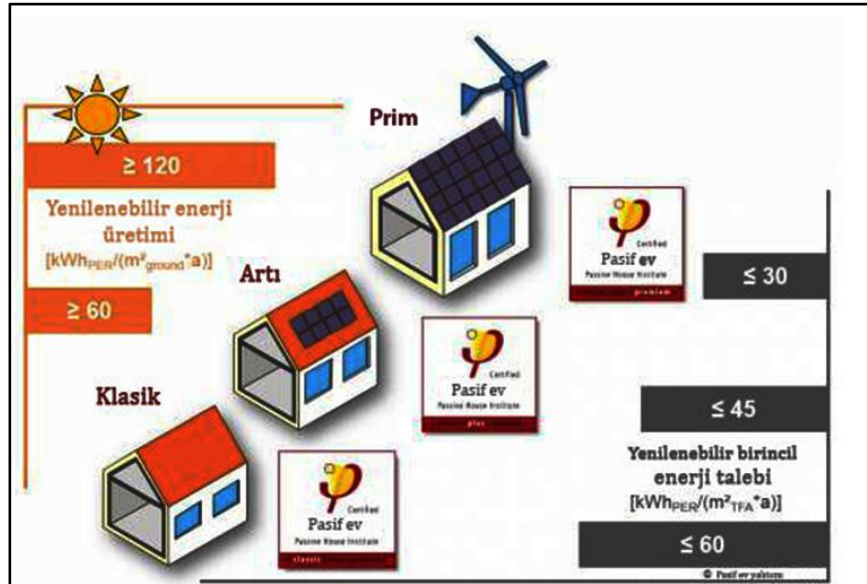 Prim
≥ 120
Yenilenebilir enerji
üretimi
[kWhPER/(m²ground*a)]
≥ 60
Artı
Klasik
Certified
Pasif ev
Passive House Institute
premium
≤ 30
Certified
Pasif ev
Passive House Institute
plus
≤ 45
Yenilenebilir birincil
enerji talebi
[kWhPER/(m²TFA*a)]
≤ 60
Certified
Pasif ev
Passive House Institute
classic
© Pasif ev